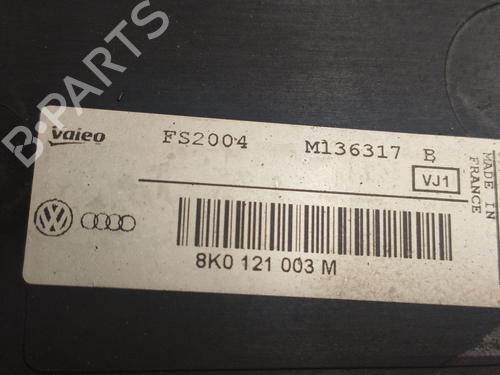 B-PARTS
Valeo FS2004 M136317 B
VJ1
MADE IN
FRANCE
8K0 121 003 M